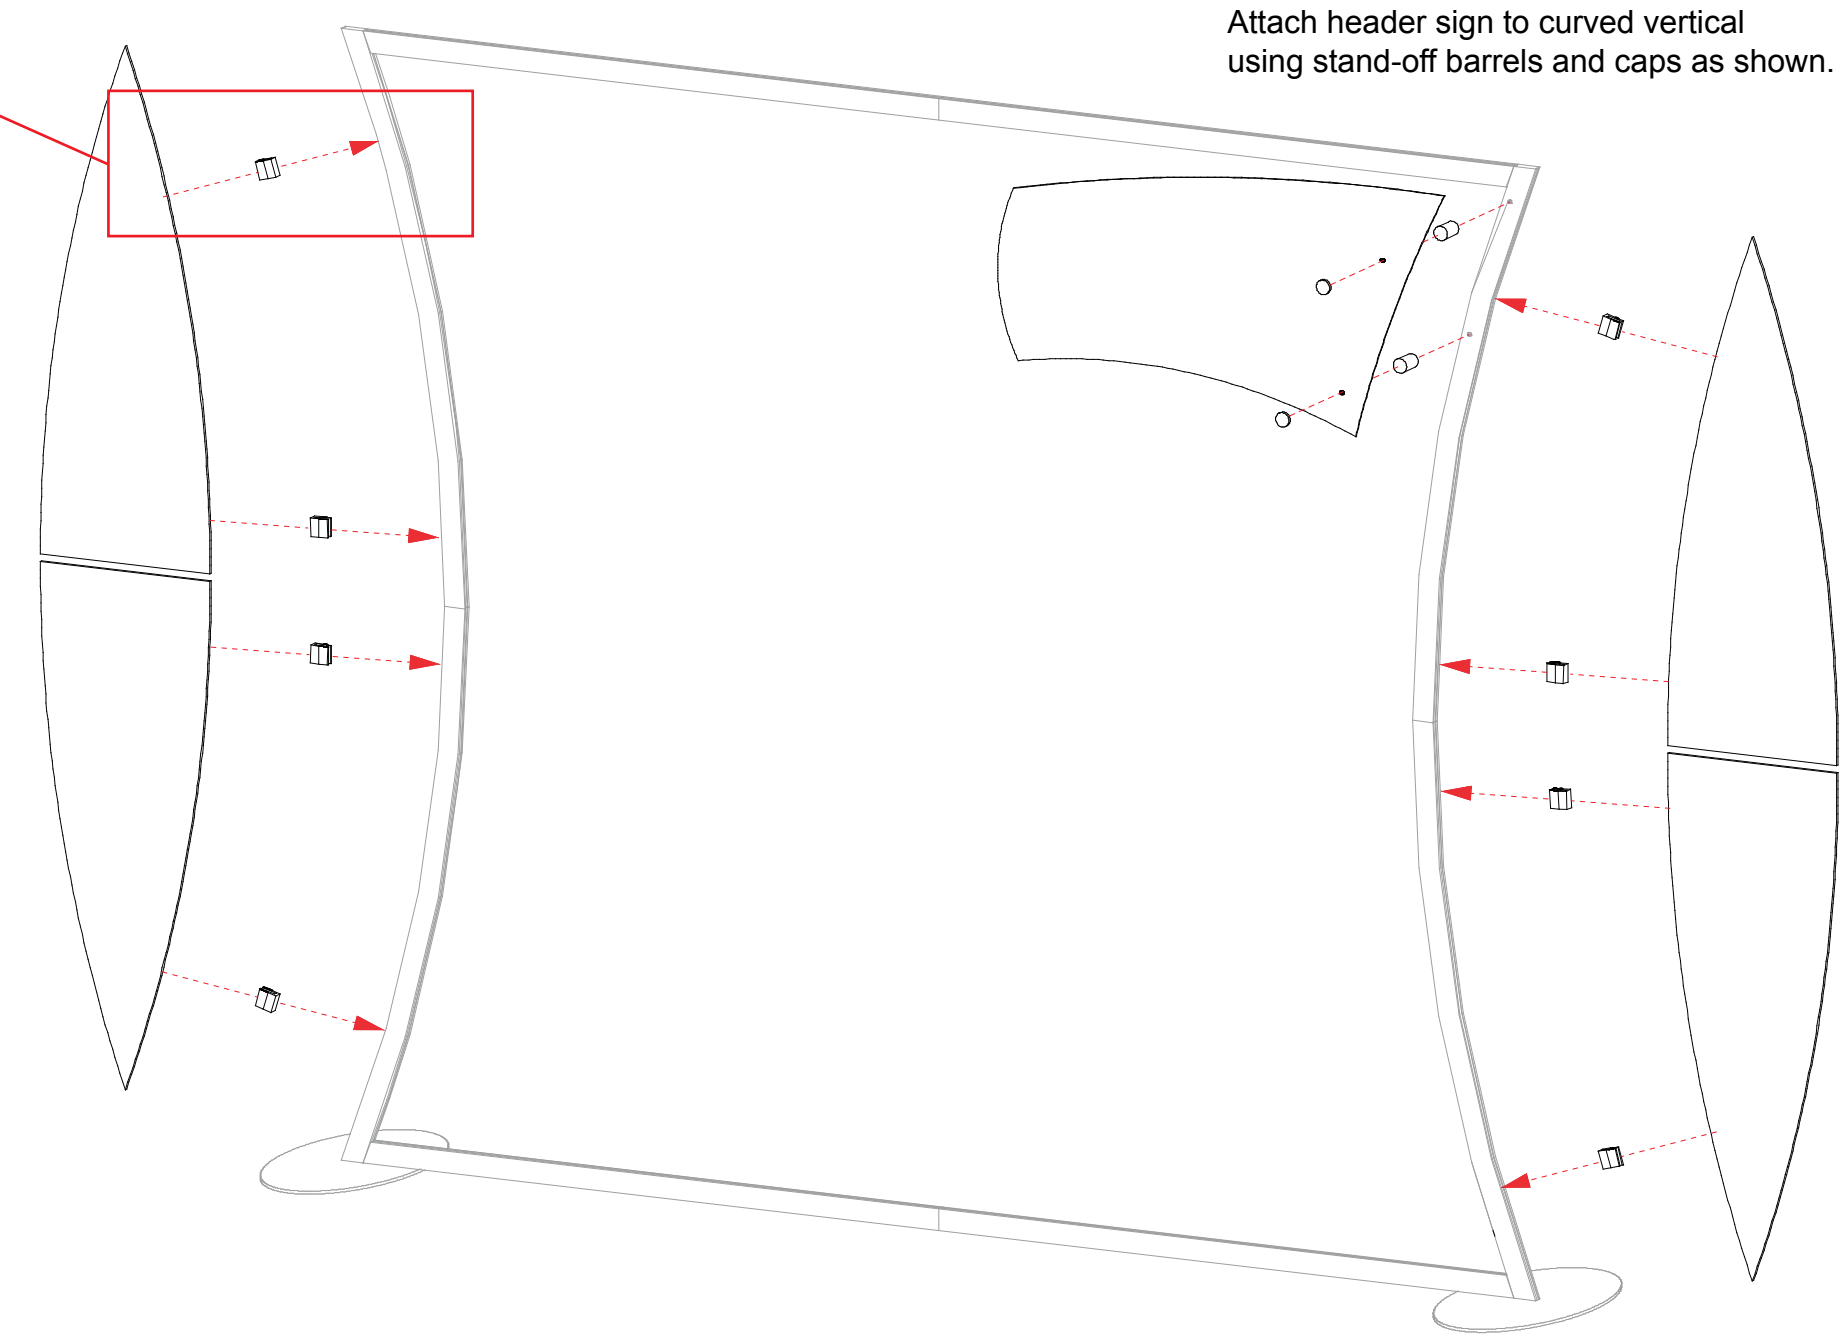 Attach header sign to curved vertical
using stand-off barrels and caps as shown.